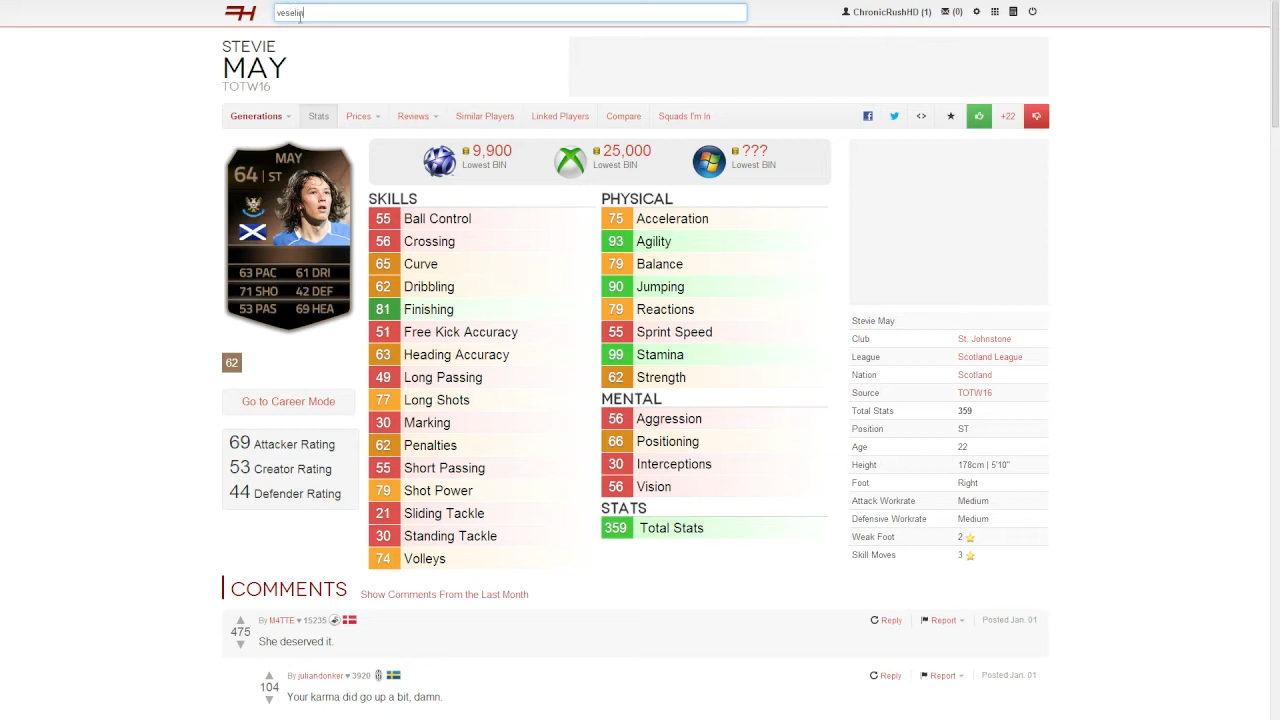 veselin
ChronicRushHD (1)
(0)
STEVIE
MAY
TOTW16
Generations
Stats
Prices
Reviews
Similar Players
Linked Players
Compare
Squads I'm In
+22
MAY
64 | ST
63 PAC 61 DRI
71 SHO 42 DEF
53 PAS 69 HEA
62
Go to Career Mode
69 Attacker Rating
53 Creator Rating
44 Defender Rating
9,900
Lowest BIN
25,000
Lowest BIN
???
Lowest BIN
SKILLS
55 Ball Control
56 Crossing
65 Curve
62 Dribbling
81 Finishing
51 Free Kick Accuracy
63 Heading Accuracy
49 Long Passing
77 Long Shots
30 Marking
62 Penalties
55 Short Passing
79 Shot Power
21 Sliding Tackle
30 Standing Tackle
74 Volleys
PHYSICAL
75 Acceleration
93 Agility
79 Balance
90 Jumping
79 Reactions
55 Sprint Speed
99 Stamina
62 Strength
MENTAL
56 Aggression
66 Positioning
30 Interceptions
56 Vision
STATS
359 Total Stats
Stevie May
Club St. Johnstone
League Scotland League
Nation Scotland
Source TOTW16
Total Stats 359
Position ST
Age 22
Height 178cm | 5'10"
Foot Right
Attack Workrate Medium
Defensive Workrate Medium
Weak Foot 2
Skill Moves 3
COMMENTS Show Comments From the Last Month
By M4TTE ♥ 15235 Reply Report Posted Jan. 01
475
She deserved it.
By juliandonker ♥ 3920 Reply Report Posted Jan. 01
104
Your karma did go up a bit, damn.